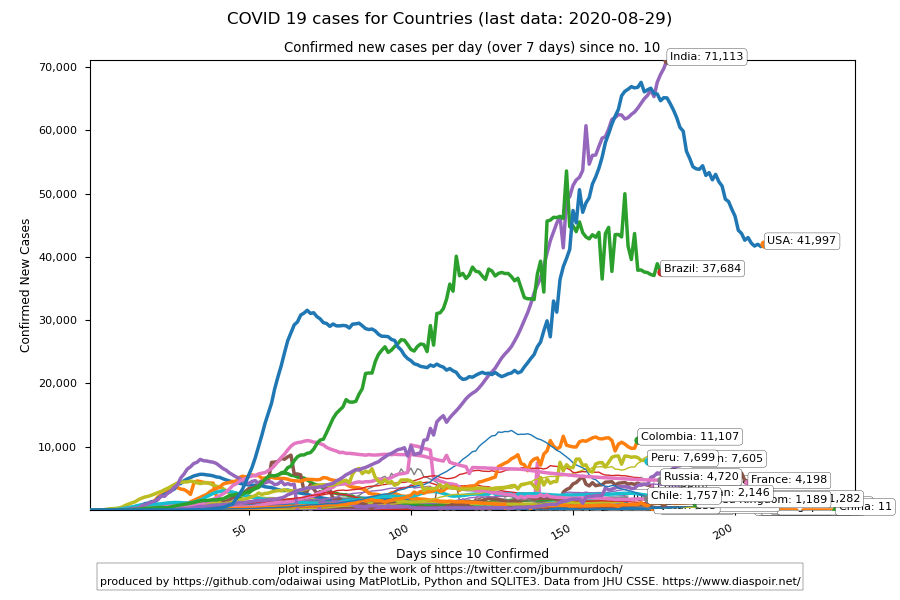 COVID 19 cases for Countries (last data: 2020-08-29)
Confirmed new cases per day (over 7 days) since no. 10
70,000
60,000
50,000
40,000
30,000
20,000
10,000
Confirmed New Cases
India: 71,113
USA: 41,997
Brazil: 37,684
Colombia: 11,107
Peru: 7,699
n: 7,605
Russia: 4,720
France: 4,198
Chile: 1,757
an: 2,146
om: 1,189
1,282
China: 11
50
100
150
200
Days since 10 Confirmed
plot inspired by the work of https://twitter.com/jburnmurdoch/
produced by https://github.com/odaiwai using MatPlotLib, Python and SQLITE3. Data from JHU CSSE. https://www.diaspoir.net/